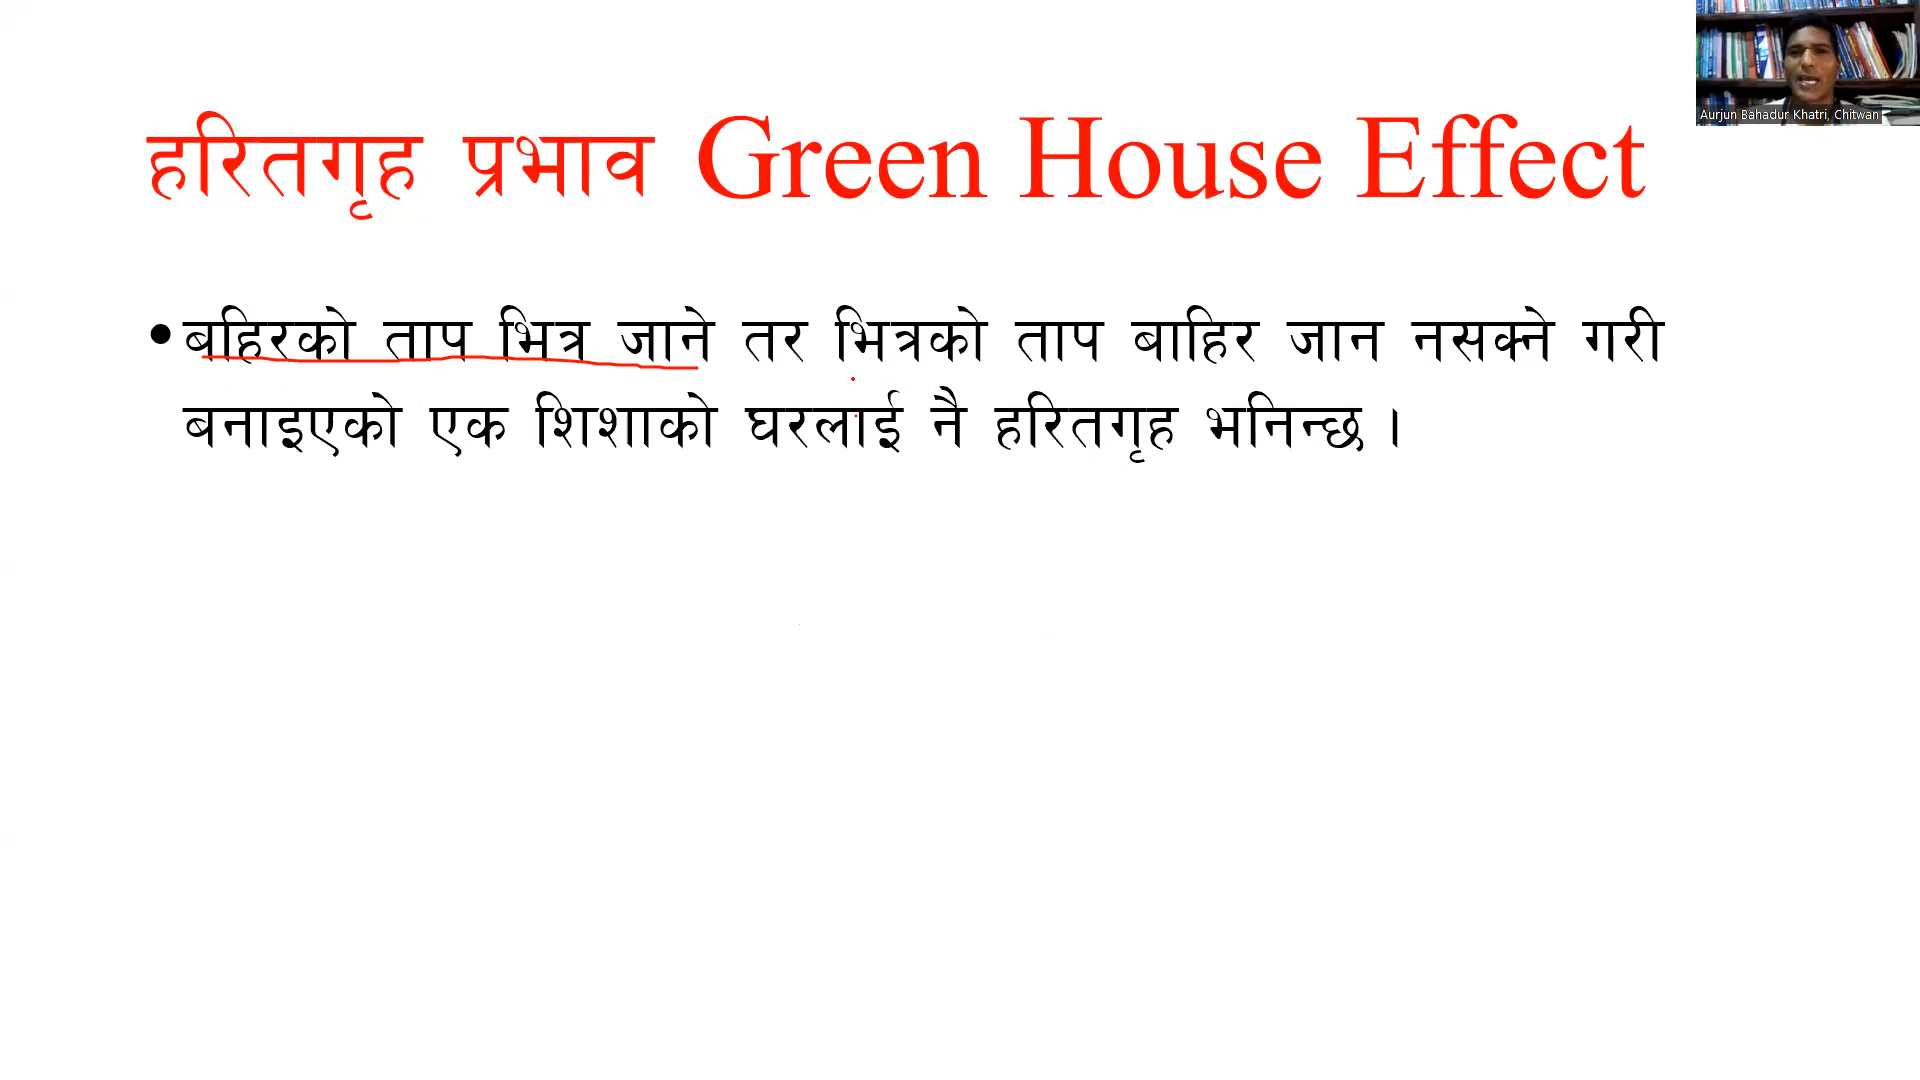 Aurjun Bahadur Khatri, Chitwan
हरितगृह प्रभाव Green House Effect
•बहिरको ताप भित्र जाने तर भित्रको ताप बाहिर जान नसक्ने गरी
बनाइएको एक शिशाको घरलाई नै हरितगृह भनिन्छ ।